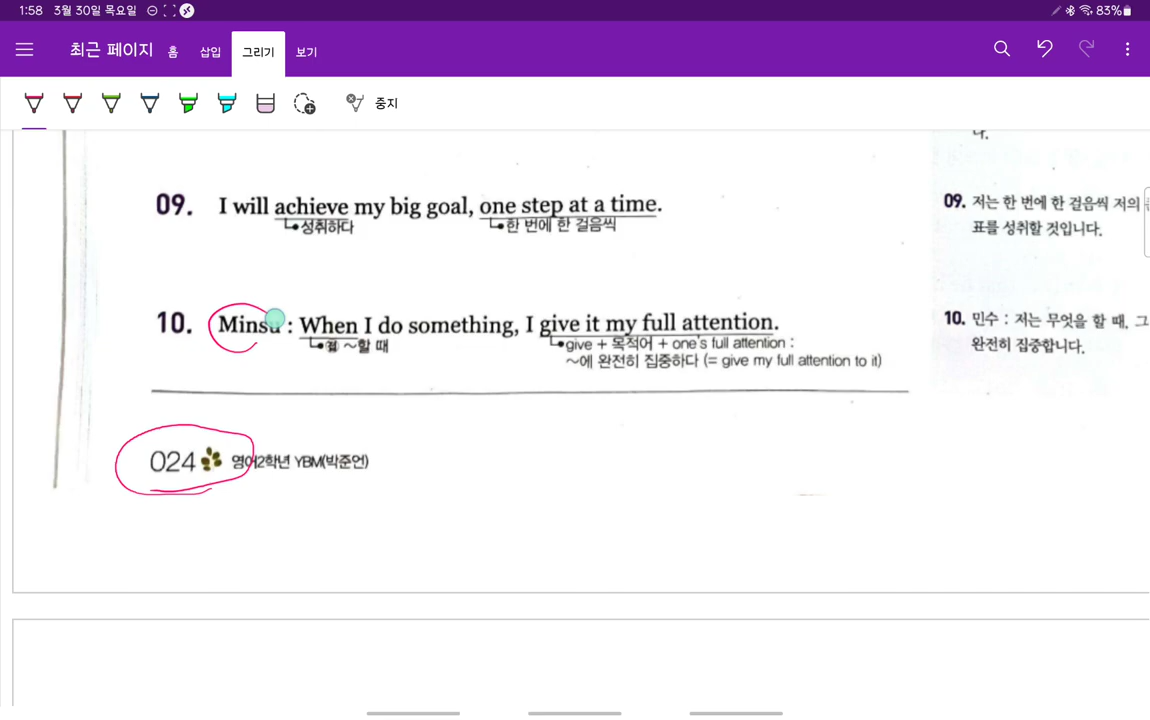 1:58 3월 30일 목요일 83%
최근 페이지 홈 삽입 그리기 보기
중지
다.
09. I will achieve my big goal, one step at a time.
성취하다 한 번에 한 걸음씩
09. 저는 한 번에 한 걸음씩 저의 큰
표를 성취할 것입니다.
10. Minsu : When I do something, I give it my full attention.
접 ~할 때 give + 목적어 + one's full attention :
~에 완전히 집중하다 (= give my full attention to it)
10. 민수 : 저는 무엇을 할 때, 그
완전히 집중합니다.
024 영어2학년 YBM(박준언)